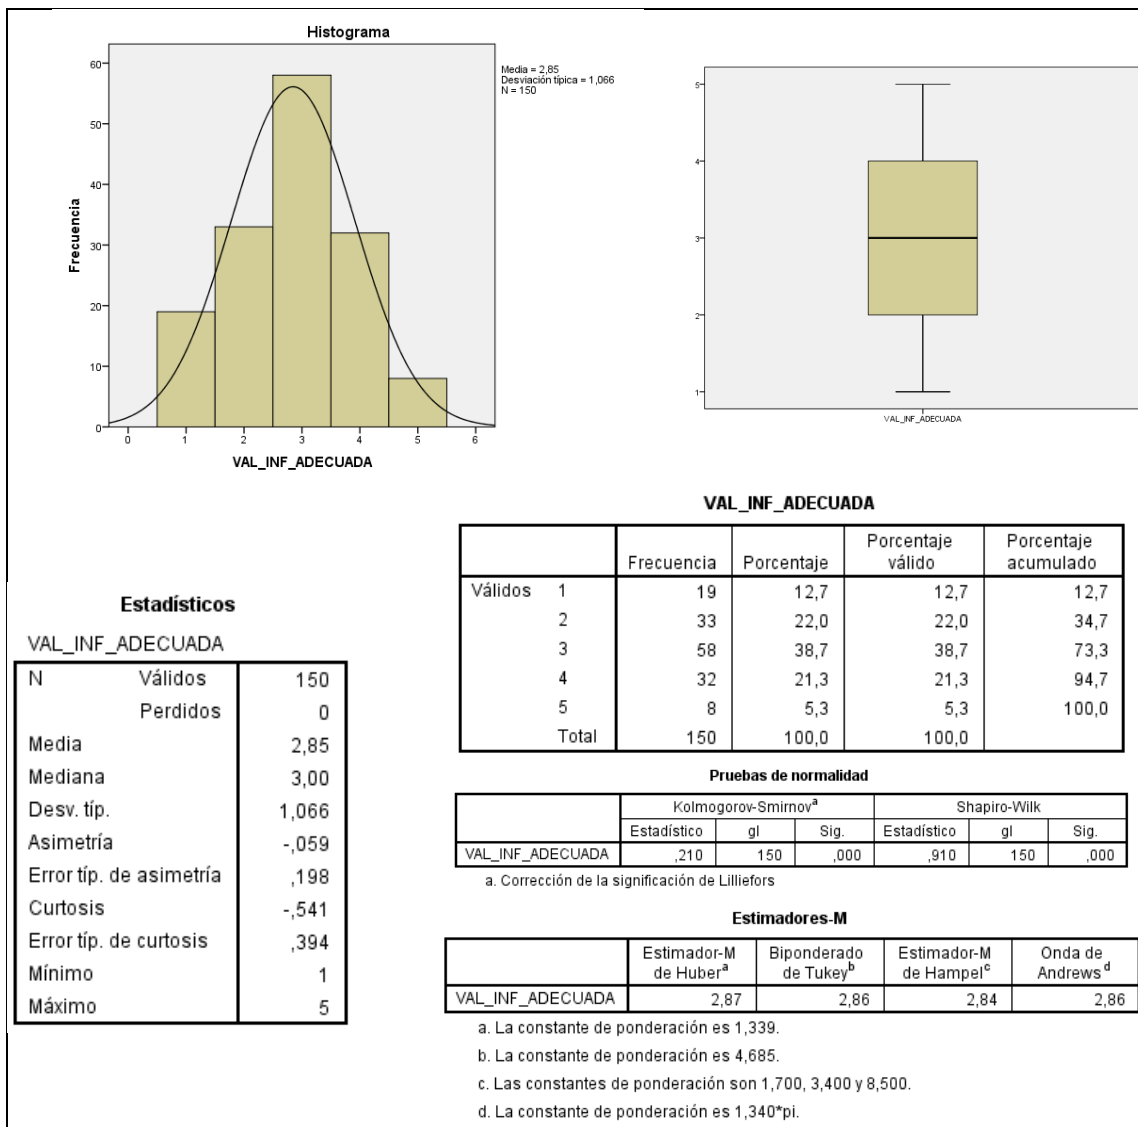 Histograma
Media = 2,85
Desviación típica = 1,066
N = 150
60
50
40
30
20
10
0
Frecuencia
0 1 2 3 4 5 6
VAL_INF_ADECUADA
5
4
3
2
1
VAL_INF_ADECUADA
Estadísticos
VAL_INF_ADECUADA
N Válidos 150
Perdidos 0
Media 2,85
Mediana 3,00
Desv. típ. 1,066
Asimetría -,059
Error típ. de asimetría ,198
Curtosis -,541
Error típ. de curtosis ,394
Mínimo 1
Máximo 5
VAL_INF_ADECUADA
Frecuencia Porcentaje Porcentaje válido Porcentaje acumulado
Válidos 1 19 12,7 12,7 12,7
2 33 22,0 22,0 34,7
3 58 38,7 38,7 73,3
4 32 21,3 21,3 94,7
5 8 5,3 5,3 100,0
Total 150 100,0 100,0
Pruebas de normalidad
Kolmogorov-Smirnov a Shapiro-Wilk
Estadístico gl Sig. Estadístico gl Sig.
VAL_INF_ADECUADA ,210 150 ,000 ,910 150 ,000
a. Corrección de la significación de Lilliefors
Estimadores-M
Estimador-M de Huber a Biponderado de Tukey b Estimador-M de Hampel c Onda de Andrews d
VAL_INF_ADECUADA 2,87 2,86 2,84 2,86
a. La constante de ponderación es 1,339.
b. La constante de ponderación es 4,685.
c. Las constantes de ponderación son 1,700, 3,400 y 8,500.
d. La constante de ponderación es 1,340*pi.